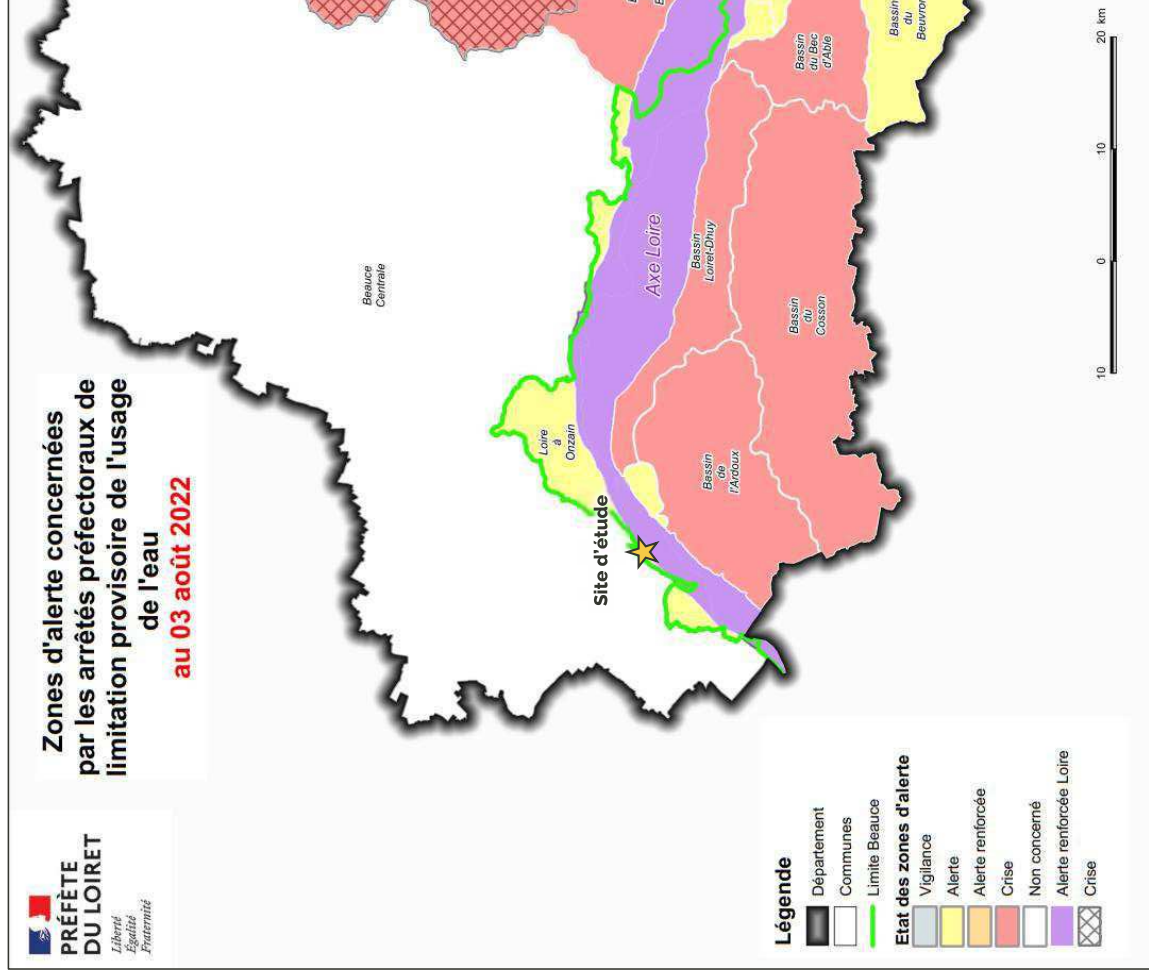 PRÉFÈTE
DU LOIRET
Liberté
Égalité
Fraternité
Zones d'alerte concernées
par les arrêtés préfectoraux de
limitation provisoire de l'usage
de l'eau
au 03 août 2022
Beauce
Centrale
Loire
à
Onzain
Site d'étude
Axe Loire
Bassin
Loiret-Dhuy
Bassin
de
l'Ardoux
Bassin
du
Cosson
Bassin
du Bec
d'Able
Bassin
du
Beuvron
Légende
Département
Communes
Limite Beauce
Etat des zones d'alerte
Vigilance
Alerte
Alerte renforcée
Crise
Non concerné
Alerte renforcée Loire
Crise
10
0
10
20 km